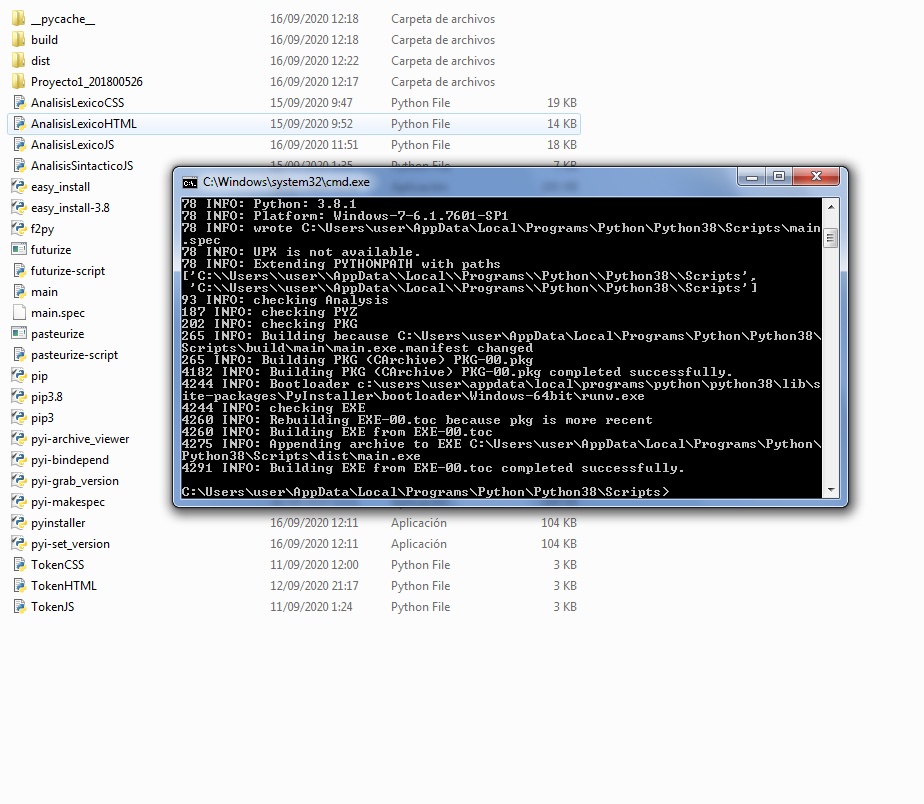 __pycache__ 16/09/2020 12:18 Carpeta de archivos
build 16/09/2020 12:18 Carpeta de archivos
dist 16/09/2020 12:22 Carpeta de archivos
Proyecto1_201800526 16/09/2020 12:17 Carpeta de archivos
AnalisisLexicoCSS 15/09/2020 9:47 Python File 19 KB
AnalisisLexicoHTML 15/09/2020 9:52 Python File 14 KB
AnalisisLexicoJS 16/09/2020 11:51 Python File 18 KB
AnalisisSintacticoJS 15/09/2020 1:35 Python File 7 KB
easy_install
easy_install-3.8
f2py
futurize
futurize-script
main
main.spec
pasteurize
pasteurize-script
pip
pip3.8
pip3
pyi-archive_viewer
pyi-bindepend
pyi-grab_version
pyi-makespec
C:\Windows\system32\cmd.exe
78 INFO: Python: 3.8.1
78 INFO: Platform: Windows-7-6.1.7601-SP1
78 INFO: wrote C:\Users\user\AppData\Local\Programs\Python\Python38\Scripts\main
.spec
78 INFO: UPX is not available.
78 INFO: Extending PYTHONPATH with paths
['C:\\Users\\user\\AppData\\Local\\Programs\\Python\\Python38\\Scripts',
'C:\\Users\\user\\AppData\\Local\\Programs\\Python\\Python38\\Scripts']
93 INFO: checking Analysis
187 INFO: checking PYZ
202 INFO: checking PKG
265 INFO: Building because C:\Users\user\AppData\Local\Programs\Python\Python38\
Scripts\build\main\main.exe.manifest changed
265 INFO: Building PKG (CArchive) PKG-00.pkg
4182 INFO: Building PKG (CArchive) PKG-00.pkg completed successfully.
4244 INFO: Bootloader c:\users\user\appdata\local\programs\python\python38\lib\s
ite-packages\PyInstaller\bootloader\Windows-64bit\runw.exe
4244 INFO: checking EXE
4260 INFO: Rebuilding EXE-00.toc because pkg is more recent
4260 INFO: Building EXE from EXE-00.toc
4275 INFO: Appending archive to EXE C:\Users\user\AppData\Local\Programs\Python\
Python38\Scripts\dist\main.exe
4291 INFO: Building EXE from EXE-00.toc completed successfully.
C:\Users\user\AppData\Local\Programs\Python\Python38\Scripts>
pyinstaller 16/09/2020 12:11 Aplicación 104 KB
pyi-set_version 16/09/2020 12:11 Aplicación 104 KB
TokenCSS 11/09/2020 12:00 Python File 3 KB
TokenHTML 12/09/2020 21:17 Python File 3 KB
TokenJS 11/09/2020 1:24 Python File 3 KB